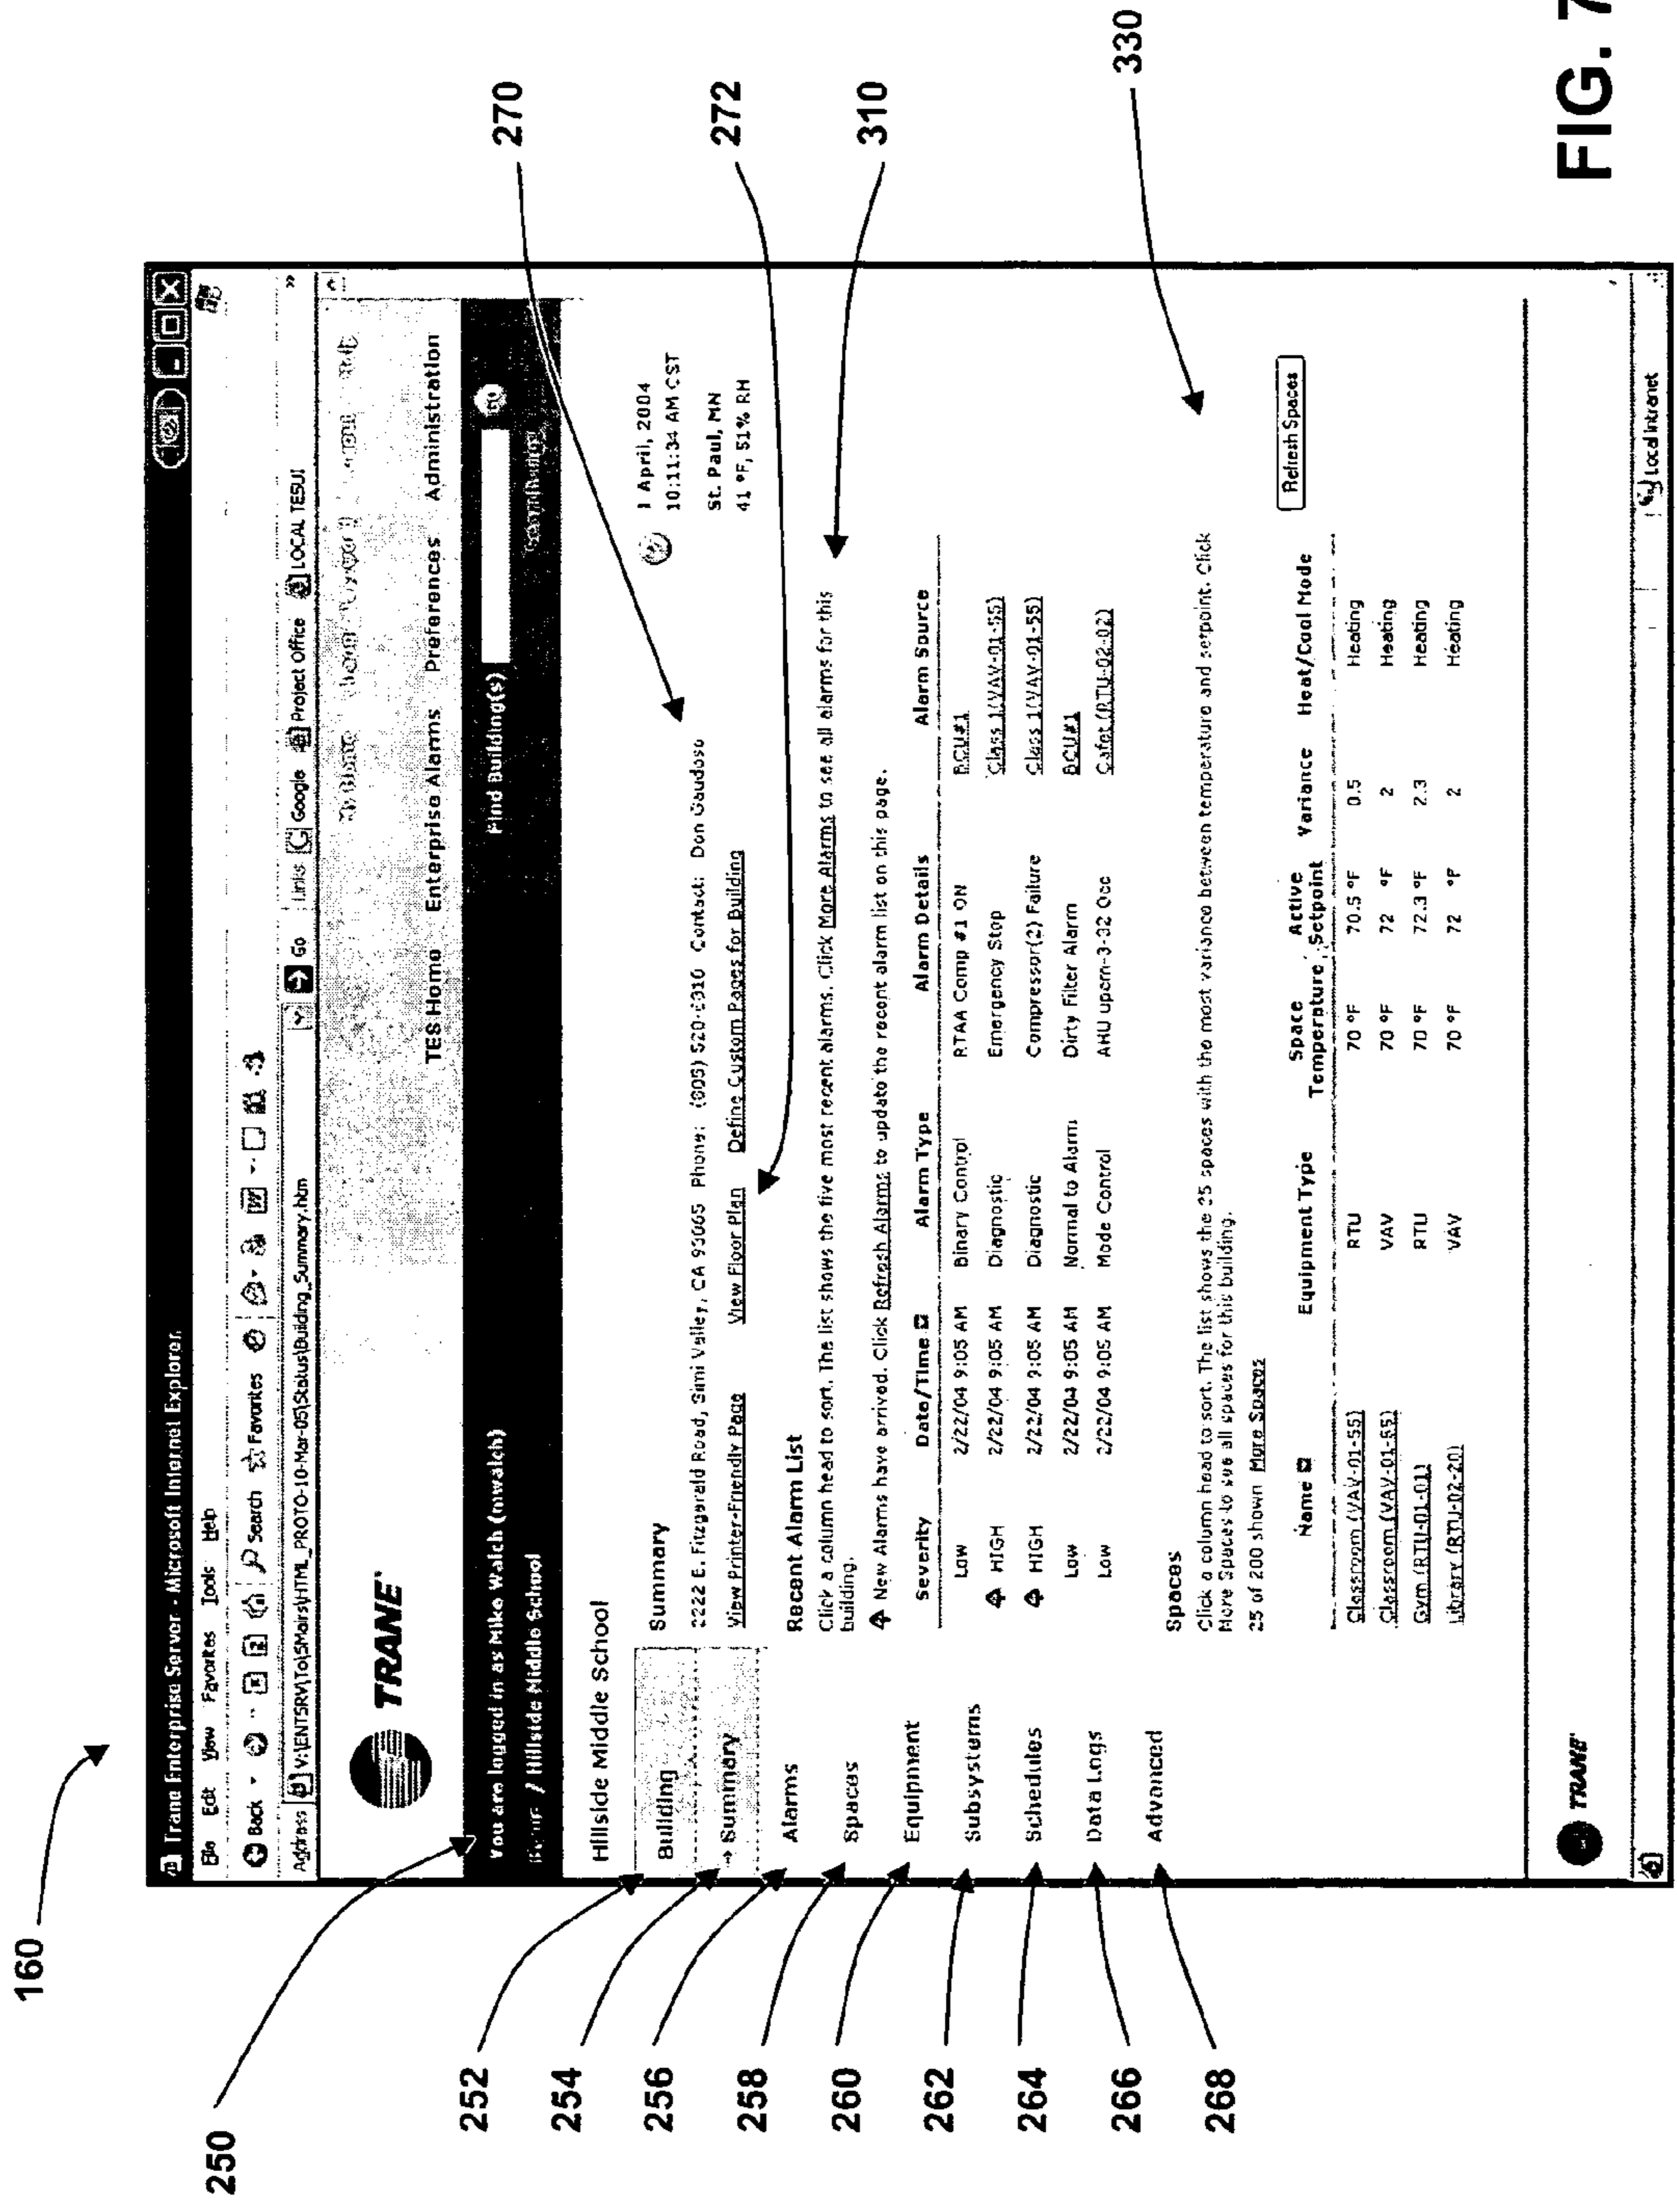 160
Trane Enterprise Server - Microsoft Internet Explorer.
File Edit View Favorites Tools Help
Back Search Favorites
Address V:\ENTSRV\To\SMairs\HTML_PROTO-10-Mar-05\Status\Building_Summary.htm Go Links Google Project Office LOCAL TESUI
TRANE
TES Home Enterprise Alarms Preferences Administration
250
You are logged in as Mike Walch (mwalch) Find Building(s)
/ Hillside Middle School
Hillside Middle School
252
Building
254
Summary
256
Alarms
258
Spaces
260
Equipment
262
Subsystems
264
Schedules
266
Data Logs
268
Advanced
Summary
270
2222 E. Fitzgerald Road, Simi Valley, CA 93065 Phone: Contact: Don Gaudoso
View Printer-Friendly Page View Floor Plan Define Custom Pages for Building
272
1 April, 2004
10:11:34 AM CST
St. Paul, MN
41 °F, 51% RH
Recent Alarm List
310
Click a column head to sort. The list shows the five most recent alarms. Click More Alarms to see all alarms for this
building.
New Alarms have arrived. Click Refresh Alarms to update the recent alarm list on this page.
Severity Date/Time Alarm Type Alarm Details Alarm Source
Low 2/22/04 9:05 AM Binary Control RTAA Comp #1 ON BCU#1
HIGH 2/22/04 9:05 AM Diagnostic Emergency Stop Class 1(VAV-01-55)
HIGH 2/22/04 9:05 AM Diagnostic Compressor(2) Failure Class 1(VAV-01-55)
Low 2/22/04 9:05 AM Normal to Alarm Dirty Filter Alarm BCU#1
Low 2/22/04 9:05 AM Mode Control AHU upern-3-32 Occ Cafet (RTU-02-02)
Spaces
330
Click a column head to sort. The list shows the 25 spaces with the most variance between temperature and setpoint. Click
More Spaces to see all spaces for this building.
25 of 200 shown More Spaces
Refresh Spaces
Name Equipment Type Space Temperature Active Setpoint Variance Heat/Cool Mode
Classroom (VAV-01-55) RTU 70 °F 70.5 °F 0.5 Heating
Classroom (VAV-01-55) VAV 70 °F 72 °F 2 Heating
Gym (RTU-01-01) RTU 70 °F 72.3 °F 2.3 Heating
Library (RTU-02-20) VAV 70 °F 72 °F 2 Heating
TRANE
Local intranet
FIG. 7